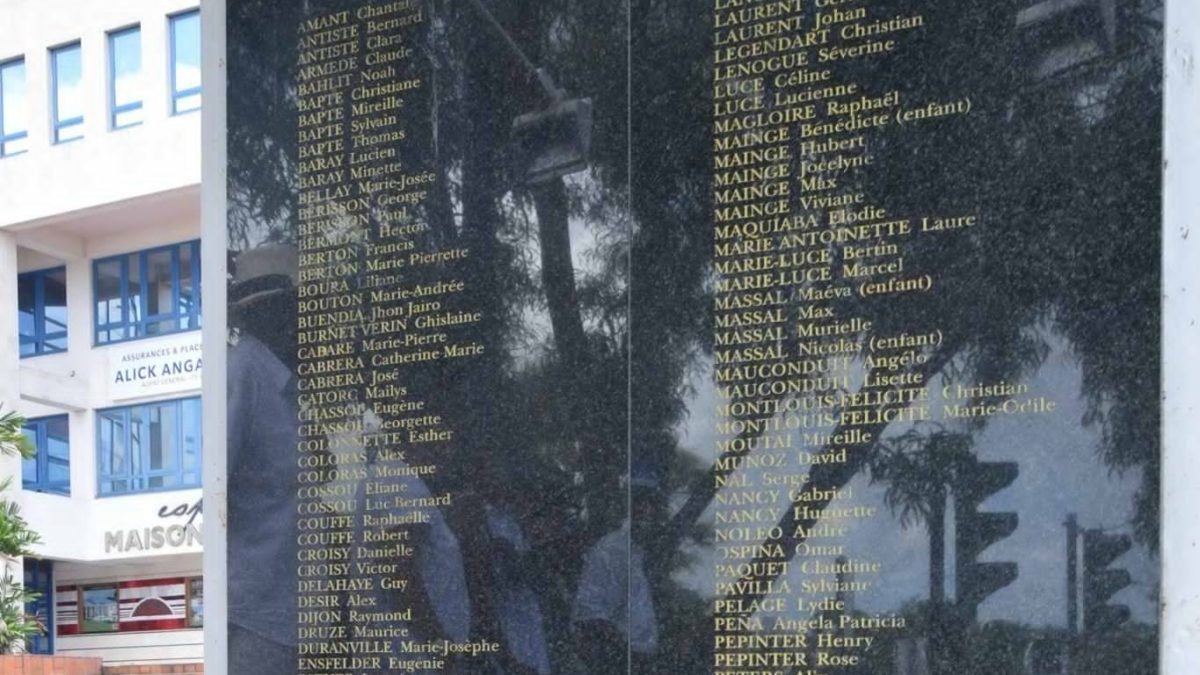 AMANT Chantal
ANTISTE Bernard
ANTISTE Clara
ARMEDE Claude
BAHLIT Noah
BAPTE Christiane
BAPTE Mireille
BAPTE Sylvain
BAPTE Thomas
BARAY Lucien
BARAY Minette
BELLAY Marie-Josée
BERISSON George
BERISSON Paul
BERMONT Hector
BERTON Francis
BERTON Marie Pierrette
BOURA Liliane
BOUTON Marie-Andrée
BUENDIA Jhon Jairo
BURNET VERIN Ghislaine
CABARE Marie-Pierre
CABRERA Catherine Marie
CABRERA José
CATORC Maïlys
CHASSOL Eugène
CHASSOL Georgette
COLONNETTE Esther
COLORAS Alex
COLORAS Monique
COSSOU Eliane
COSSOU Luc Bernard
COUFFE Raphaëlle
COUFFE Robert
CROISY Danielle
CROISY Victor
DELAHAYE Guy
DESIR Alex
DIJON Raymond
DRUZE Maurice
DURANVILLE Marie-Josèphe
ENSFELDER Eugenie
LAURENT
LAURENT Johan
LEGENDART Christian
LENOGUE Séverine
LUCE Céline
LUCE Lucienne
MAGLOIRE Raphaël
MAINGE Bénédicte (enfant)
MAINGE Hubert
MAINGE Jocelyne
MAINGE Max
MAINGE Viviane
MAQUIABA Elodie
MARIE ANTOINETTE Laure
MARIE-LUCE Bertin
MARIE-LUCE Marcel
MASSAL Maéva (enfant)
MASSAL Max
MASSAL Murielle
MASSAL Nicolas (enfant)
MAUCONDUIT Angélo
MAUCONDUIT Lisette
MONTLOUIS-FELICITE Christian
MONTLOUIS-FELICITE Marie-Odile
MOUTAI Mireille
MUNOZ David
NAL Serge
NANCY Gabriel
NANCY Huguette
NOLEO André
OSPINA Omar
PAQUET Claudine
PAVILLA Sylviane
PELAGE Lydie
PEÑA Angela Patricia
PEPINTER Henry
PEPINTER Rose
ASSURANCES &
ALICK
AGENT GENERAL
MAISON